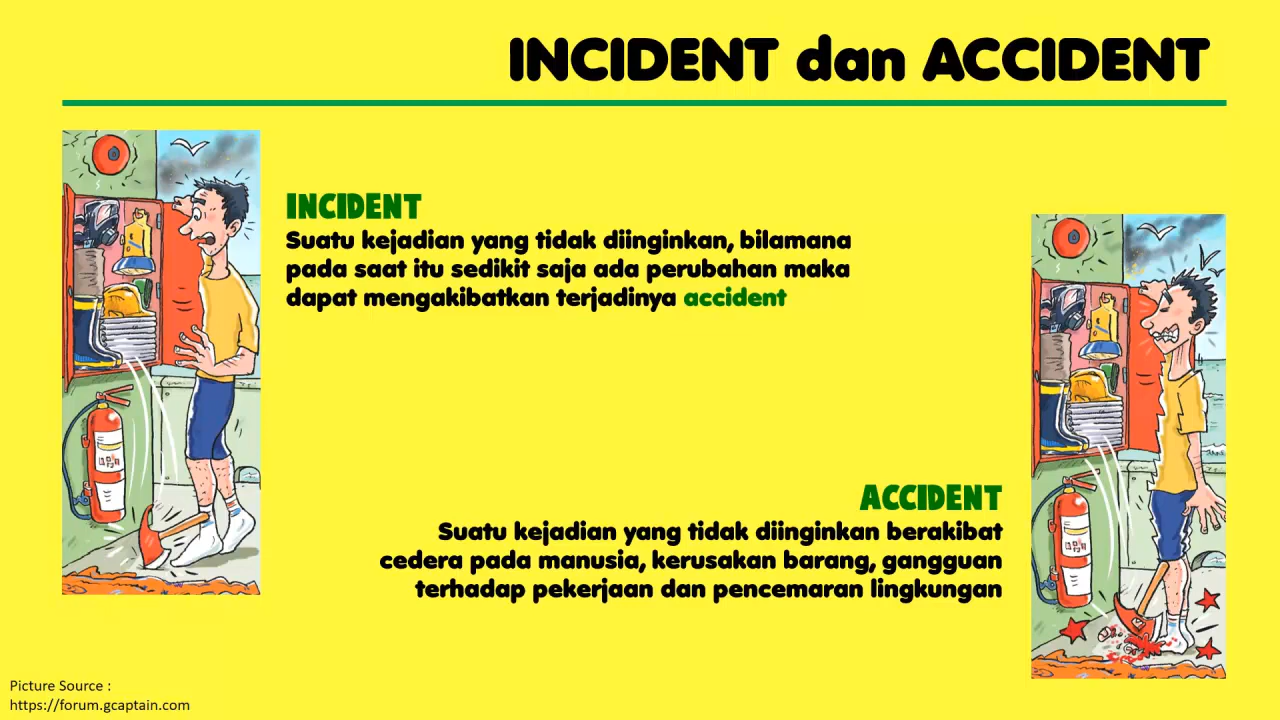 INCIDENT dan ACCIDENT
INCIDENT
Suatu kejadian yang tidak diinginkan, bilamana
pada saat itu sedikit saja ada perubahan maka
dapat mengakibatkan terjadinya accident
ACCIDENT
Suatu kejadian yang tidak diinginkan berakibat
cedera pada manusia, kerusakan barang, gangguan
terhadap pekerjaan dan pencemaran lingkungan
Picture Source :
https://forum.gcaptain.com